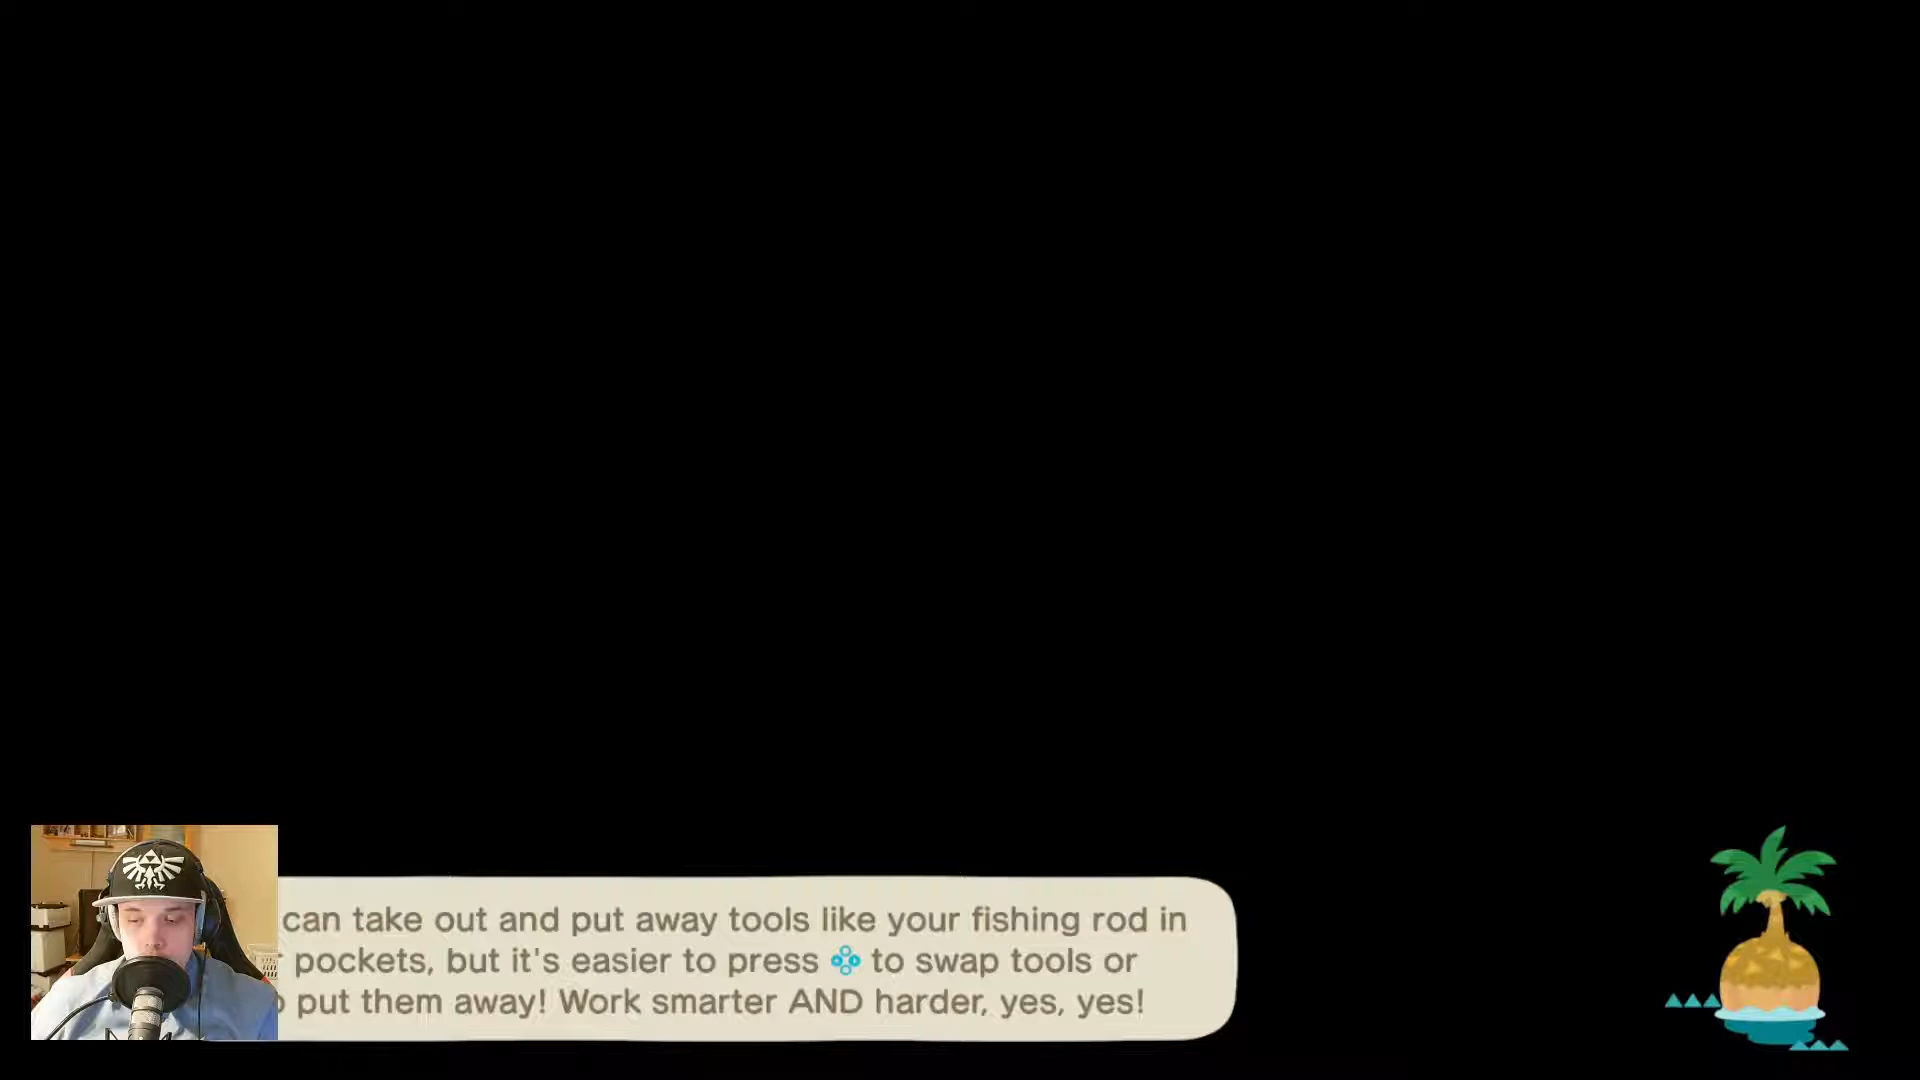 can take out and put away tools like your fishing rod in
pockets, but it's easier to press to swap tools or
put them away! Work smarter AND harder, yes, yes!